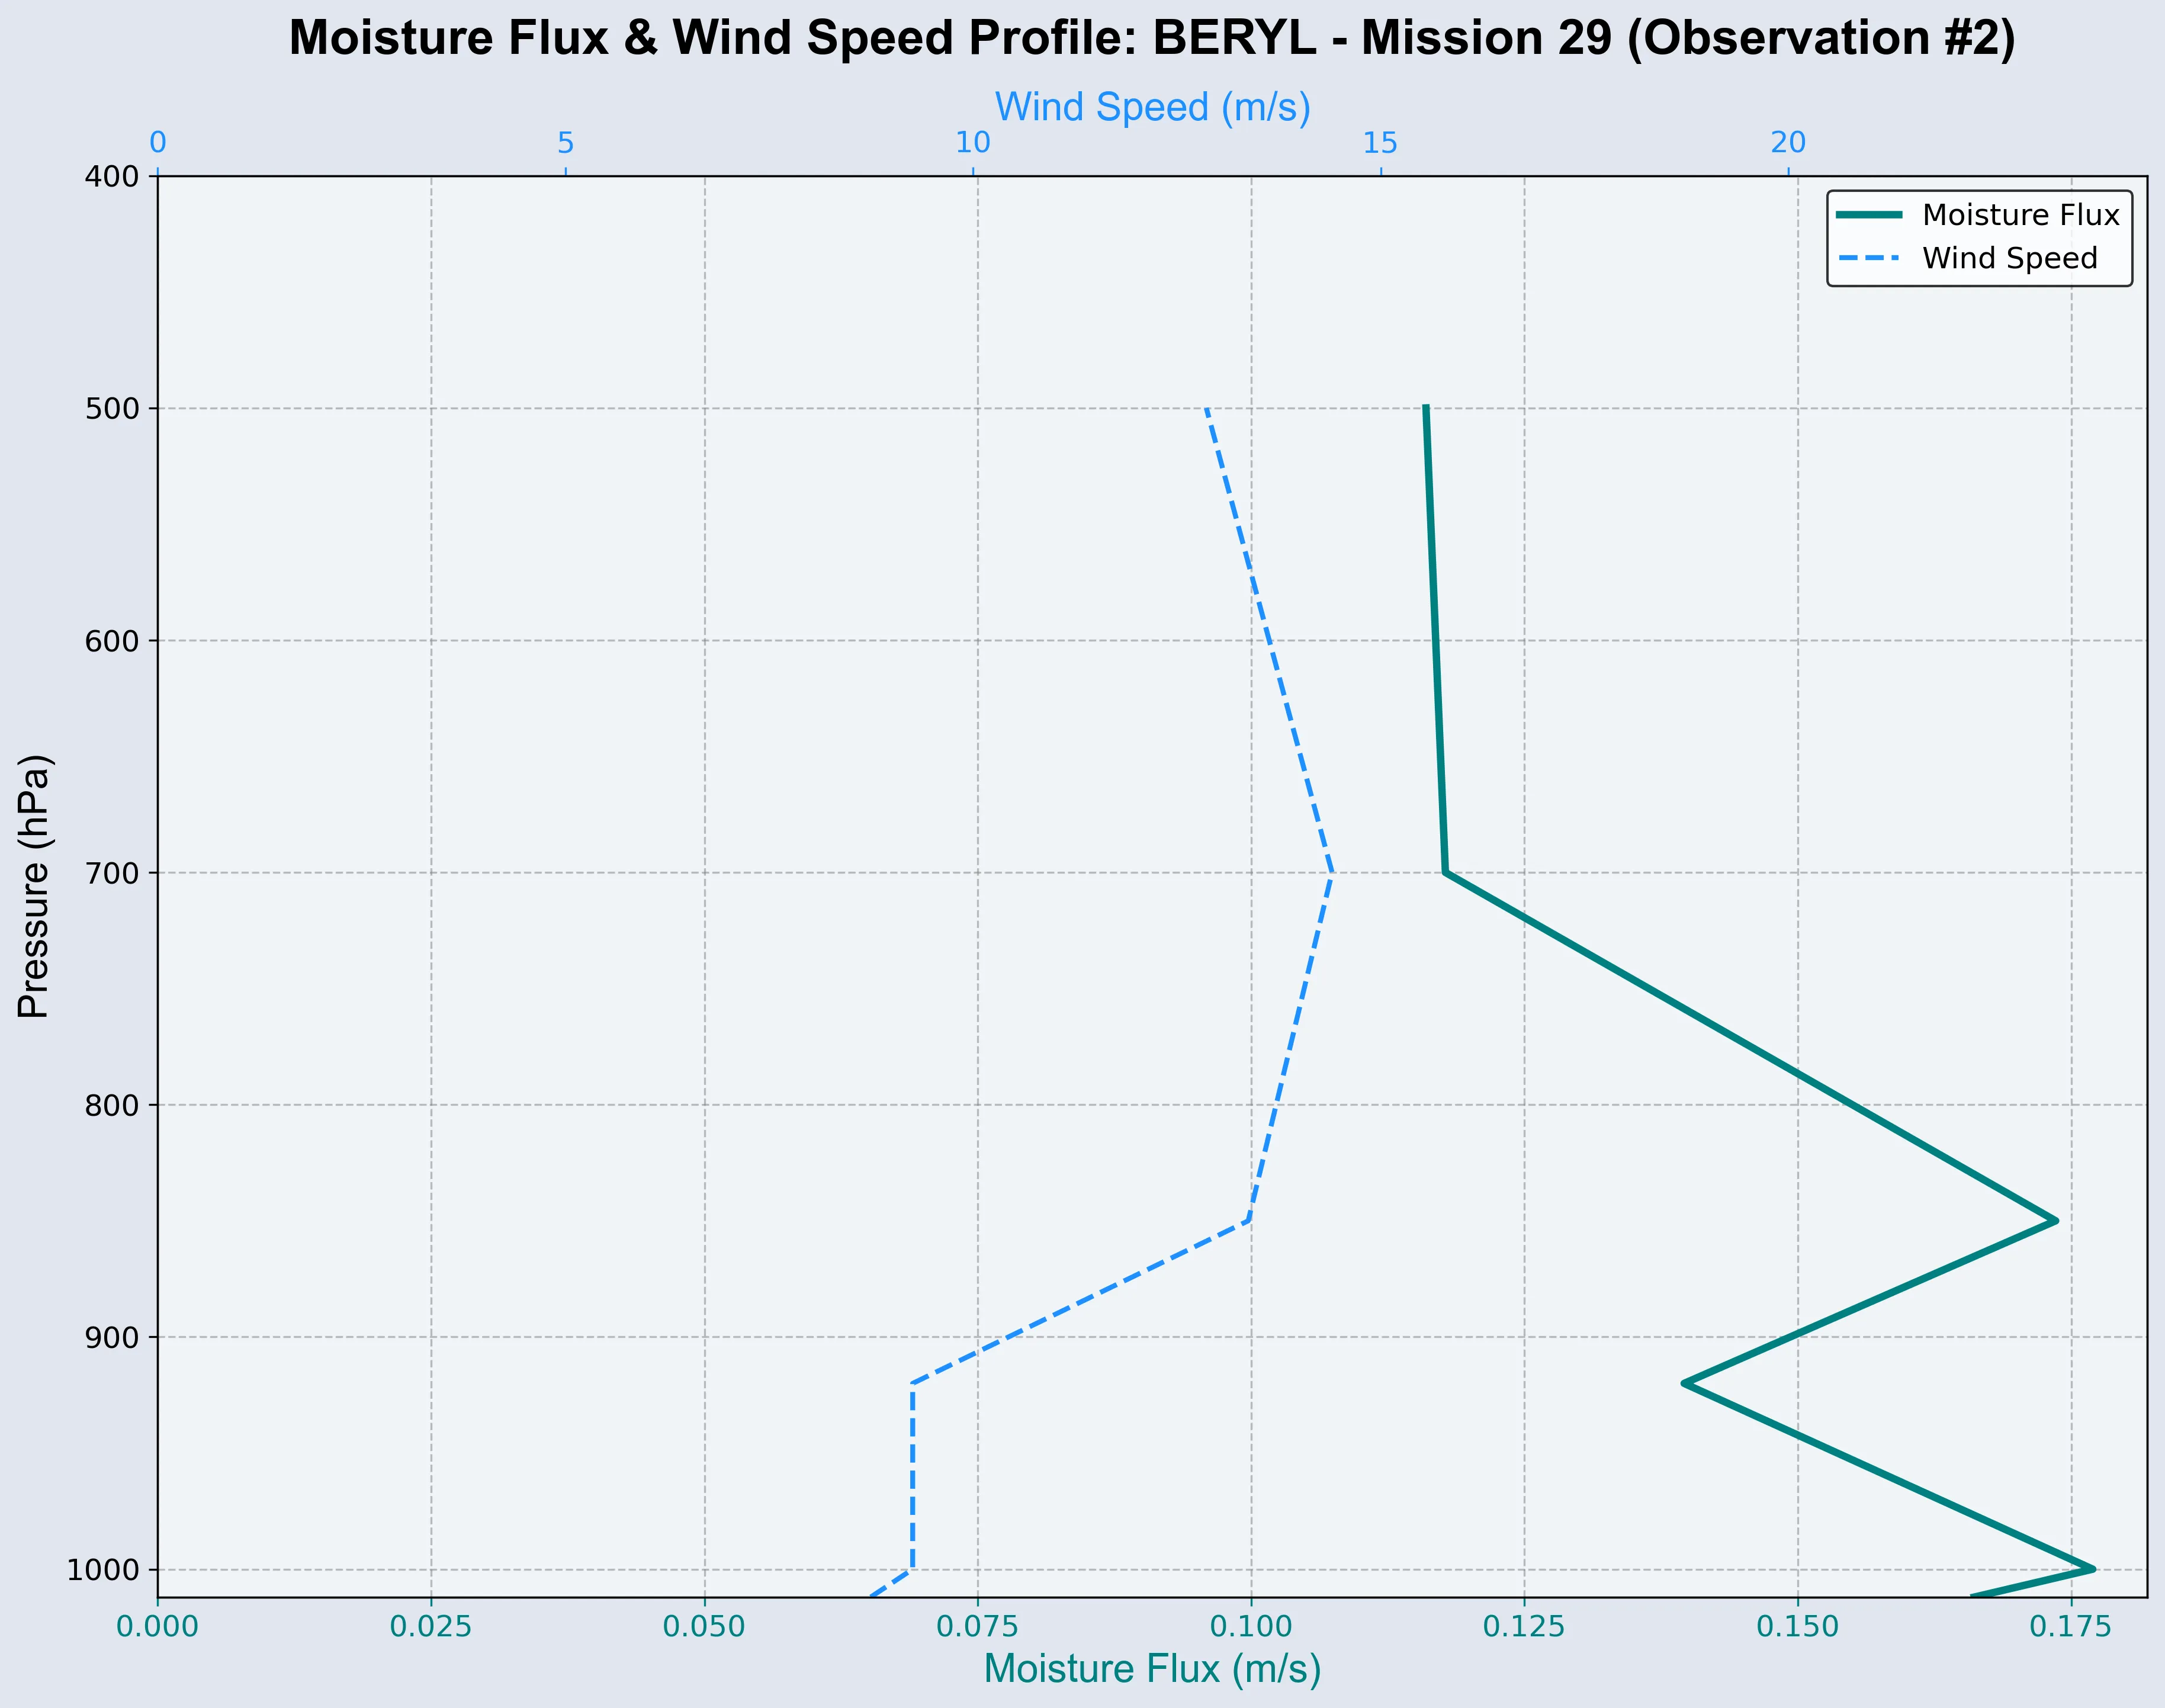 Moisture Flux & Wind Speed Profile: BERYL - Mission 29 (Observation #2)
Wind Speed (m/s)
0 5 10 15 20
Moisture Flux
Wind Speed
Pressure (hPa)
400
500
600
700
800
900
1000
0.000 0.025 0.050 0.075 0.100 0.125 0.150 0.175
Moisture Flux (m/s)